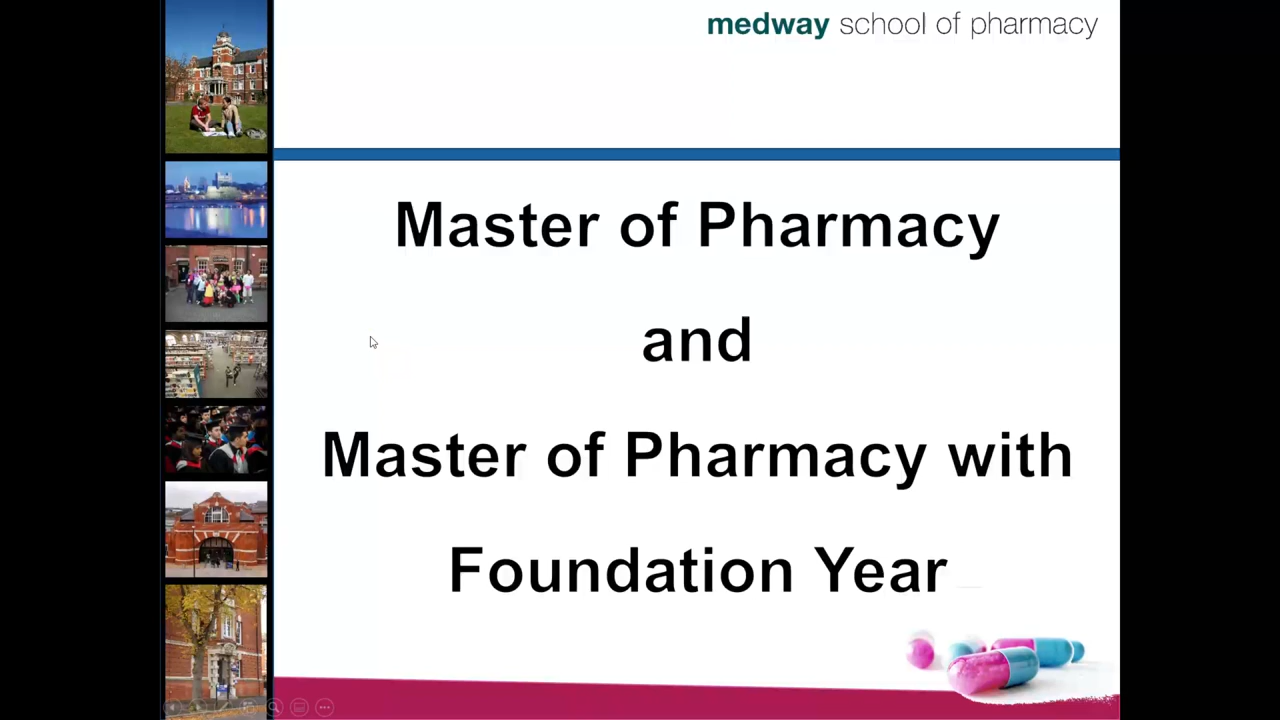 medway school of pharmacy
Master of Pharmacy
and
Master of Pharmacy with
Foundation Year